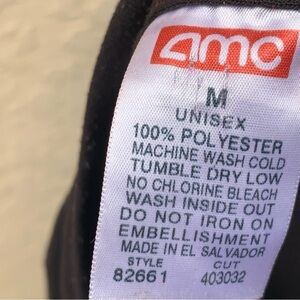 amc
M
UNISEX
100% POLYESTER
MACHINE WASH COLD
TUMBLE DRY LOW
NO CHLORINE BLEACH
WASH INSIDE OUT
DO NOT IRON ON
EMBELLISHMENT
MADE IN EL SALVADOR
STYLE CUT
82661 403032